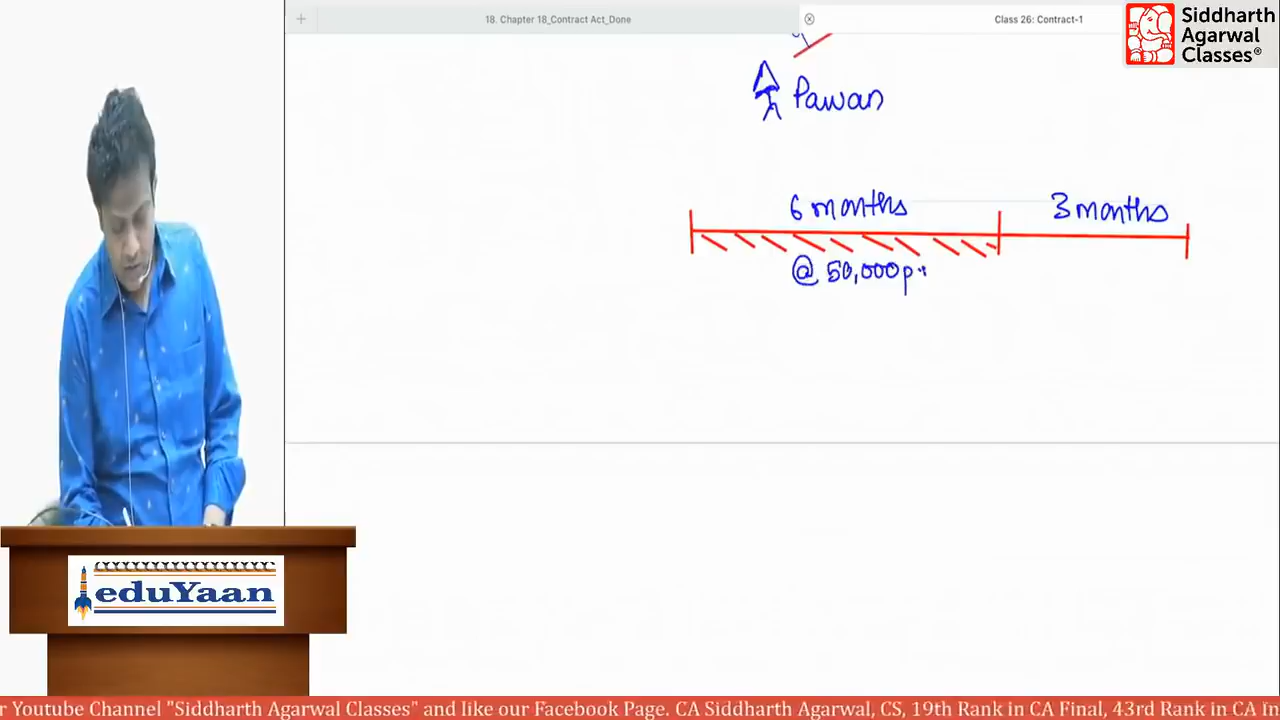 18. Chapter 18_Contract Act_Done
Class 26: Contract-1
Siddharth
Agarwal
Classes®
Pawan
6 months
3 months
@ 50,000 p.
eduYaan
r Youtube Channel "Siddharth Agarwal Classes" and like our Facebook Page. CA Siddharth Agarwal, CS, 19th Rank in CA Final, 43rd Rank in CA In